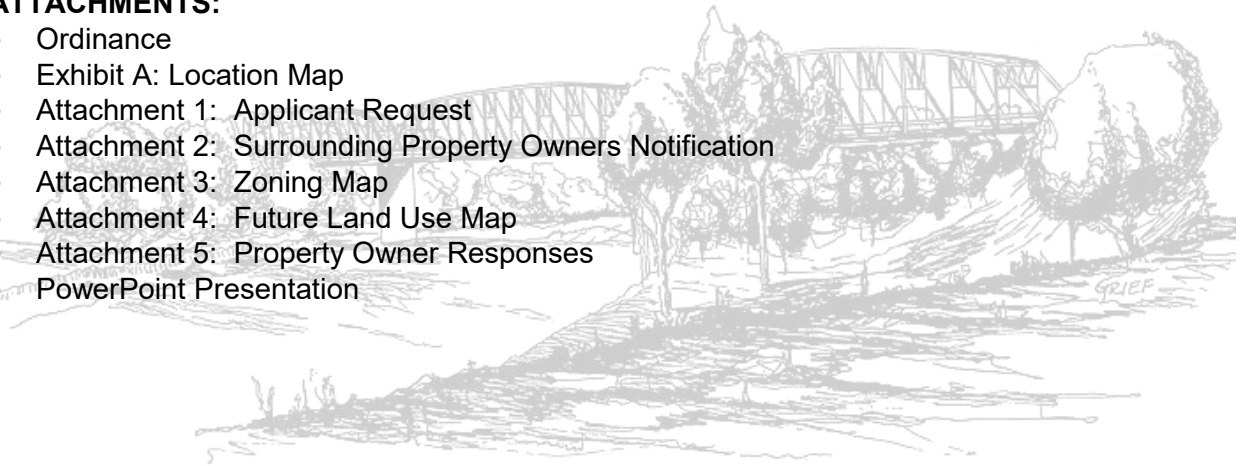 ATTACHMENTS:
Ordinance
Exhibit A: Location Map
Attachment 1: Applicant Request
Attachment 2: Surrounding Property Owners Notification
Attachment 3: Zoning Map
Attachment 4: Future Land Use Map
Attachment 5: Property Owner Responses
PowerPoint Presentation
GRIEF